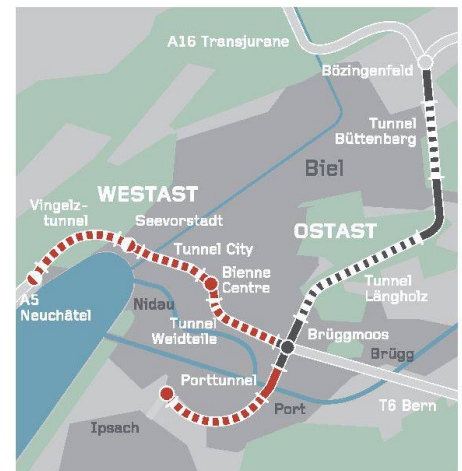 A16 Transjurane
Bözingenfeld
Tunnel
Büttenberg
Biel
WESTAST
Vingelz-
tunnel
Seevorstadt
OSTAST
Tunnel City
Bienne
Centre
Tunnel
Längholz
A5
Neuchâtel
Nidau
Tunnel
Weidteile
Brüggmoos
Brügg
Porttunnel
Port
T6 Bern
Ipsach